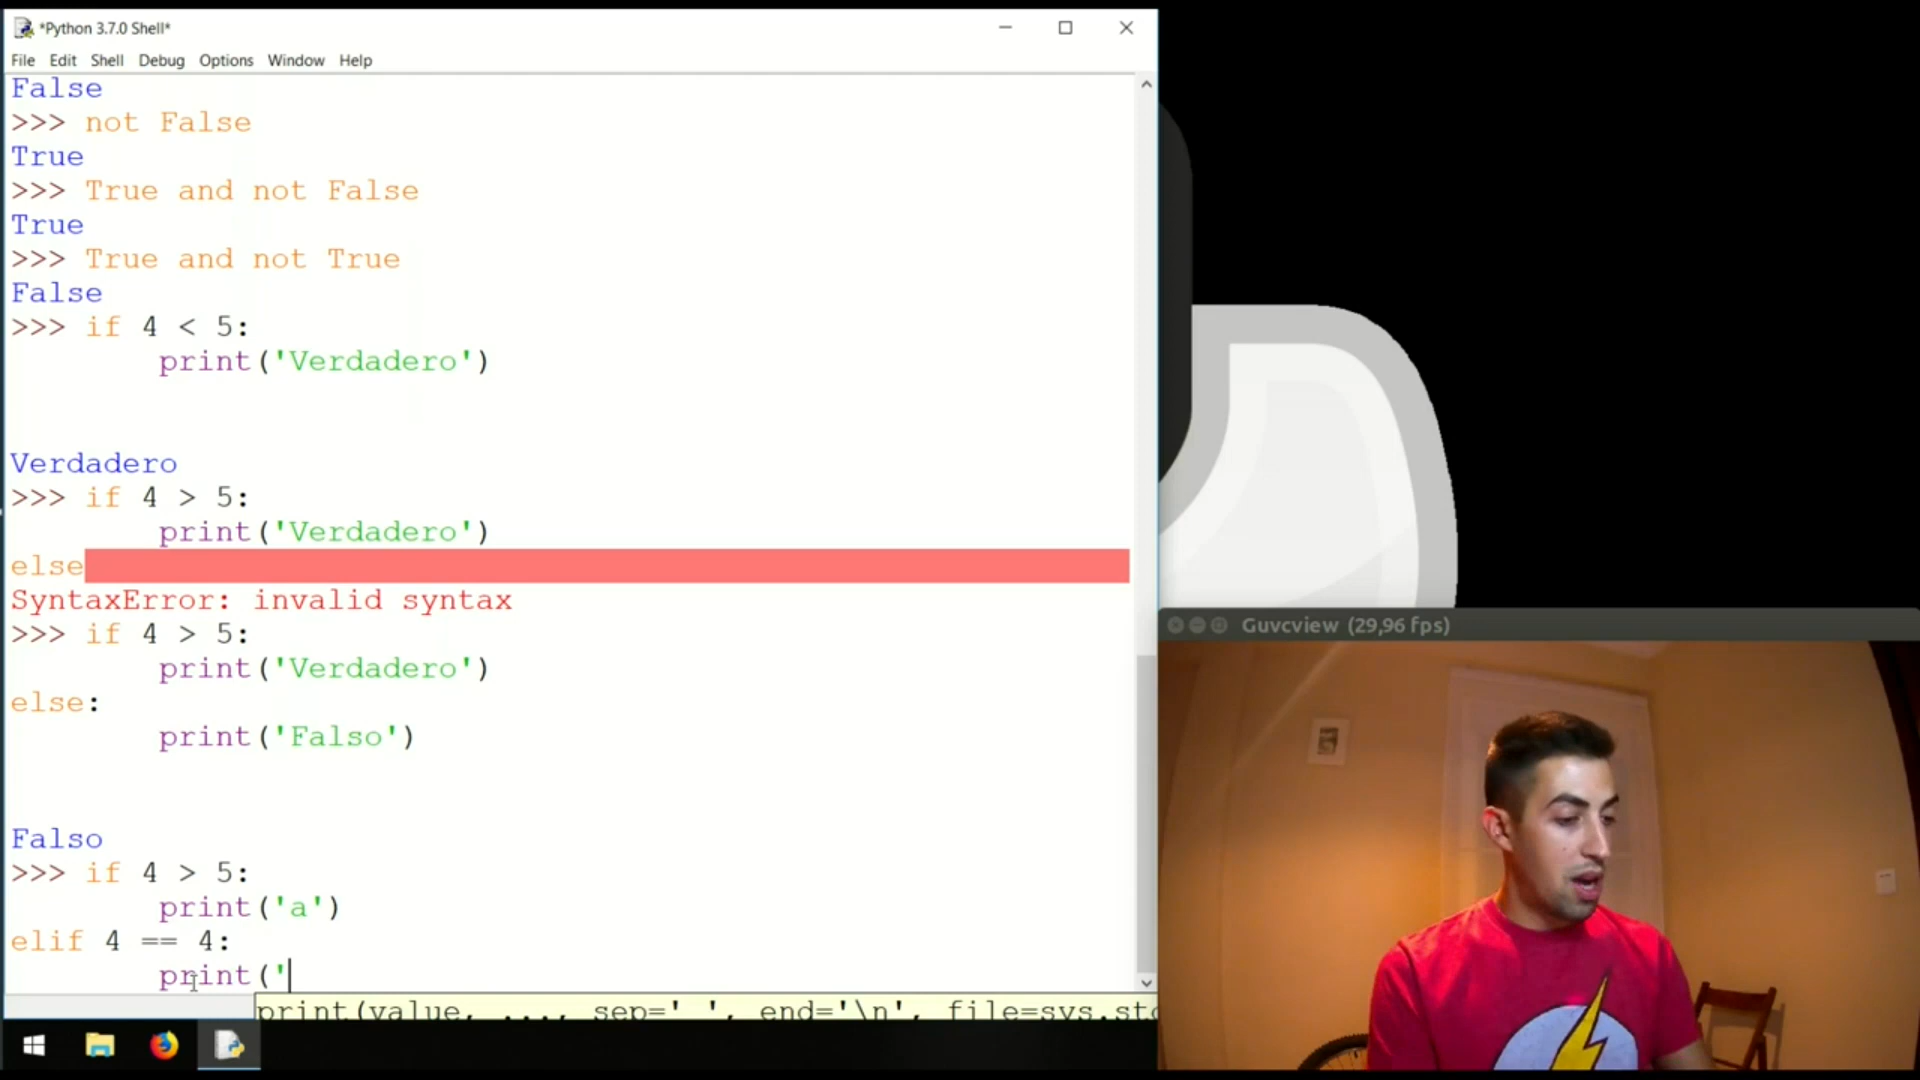 *Python 3.7.0 Shell*
File Edit Shell Debug Options Window Help
False
>>> not False
True
>>> True and not False
True
>>> True and not True
False
>>> if 4 < 5:
print('Verdadero')
Verdadero
>>> if 4 > 5:
print('Verdadero')
else
SyntaxError: invalid syntax
>>> if 4 > 5:
print('Verdadero')
else:
print('Falso')
Falso
>>> if 4 > 5:
print('a')
elif 4 == 4:
print('
print(value, ..., sep=' ', end='\n', file=sys.st
Guvcview (29,96 fps)